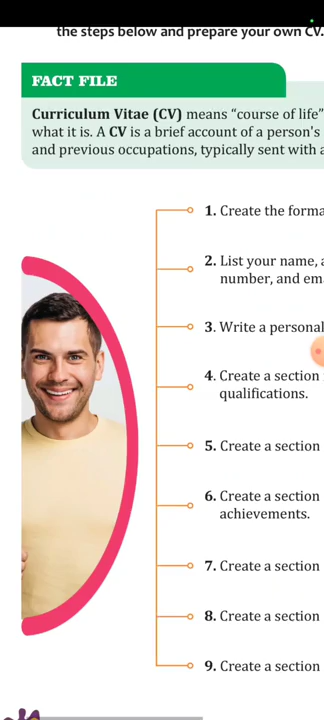 the steps below and prepare your own CV.
FACT FILE
Curriculum Vitae (CV) means "course of life"
what it is. A CV is a brief account of a person's
and previous occupations, typically sent with a
1. Create the forma
2. List your name, a
number, and ema
3. Write a personal
4. Create a section
qualifications.
5. Create a section
6. Create a section
achievements.
7. Create a section
8. Create a section
9. Create a section